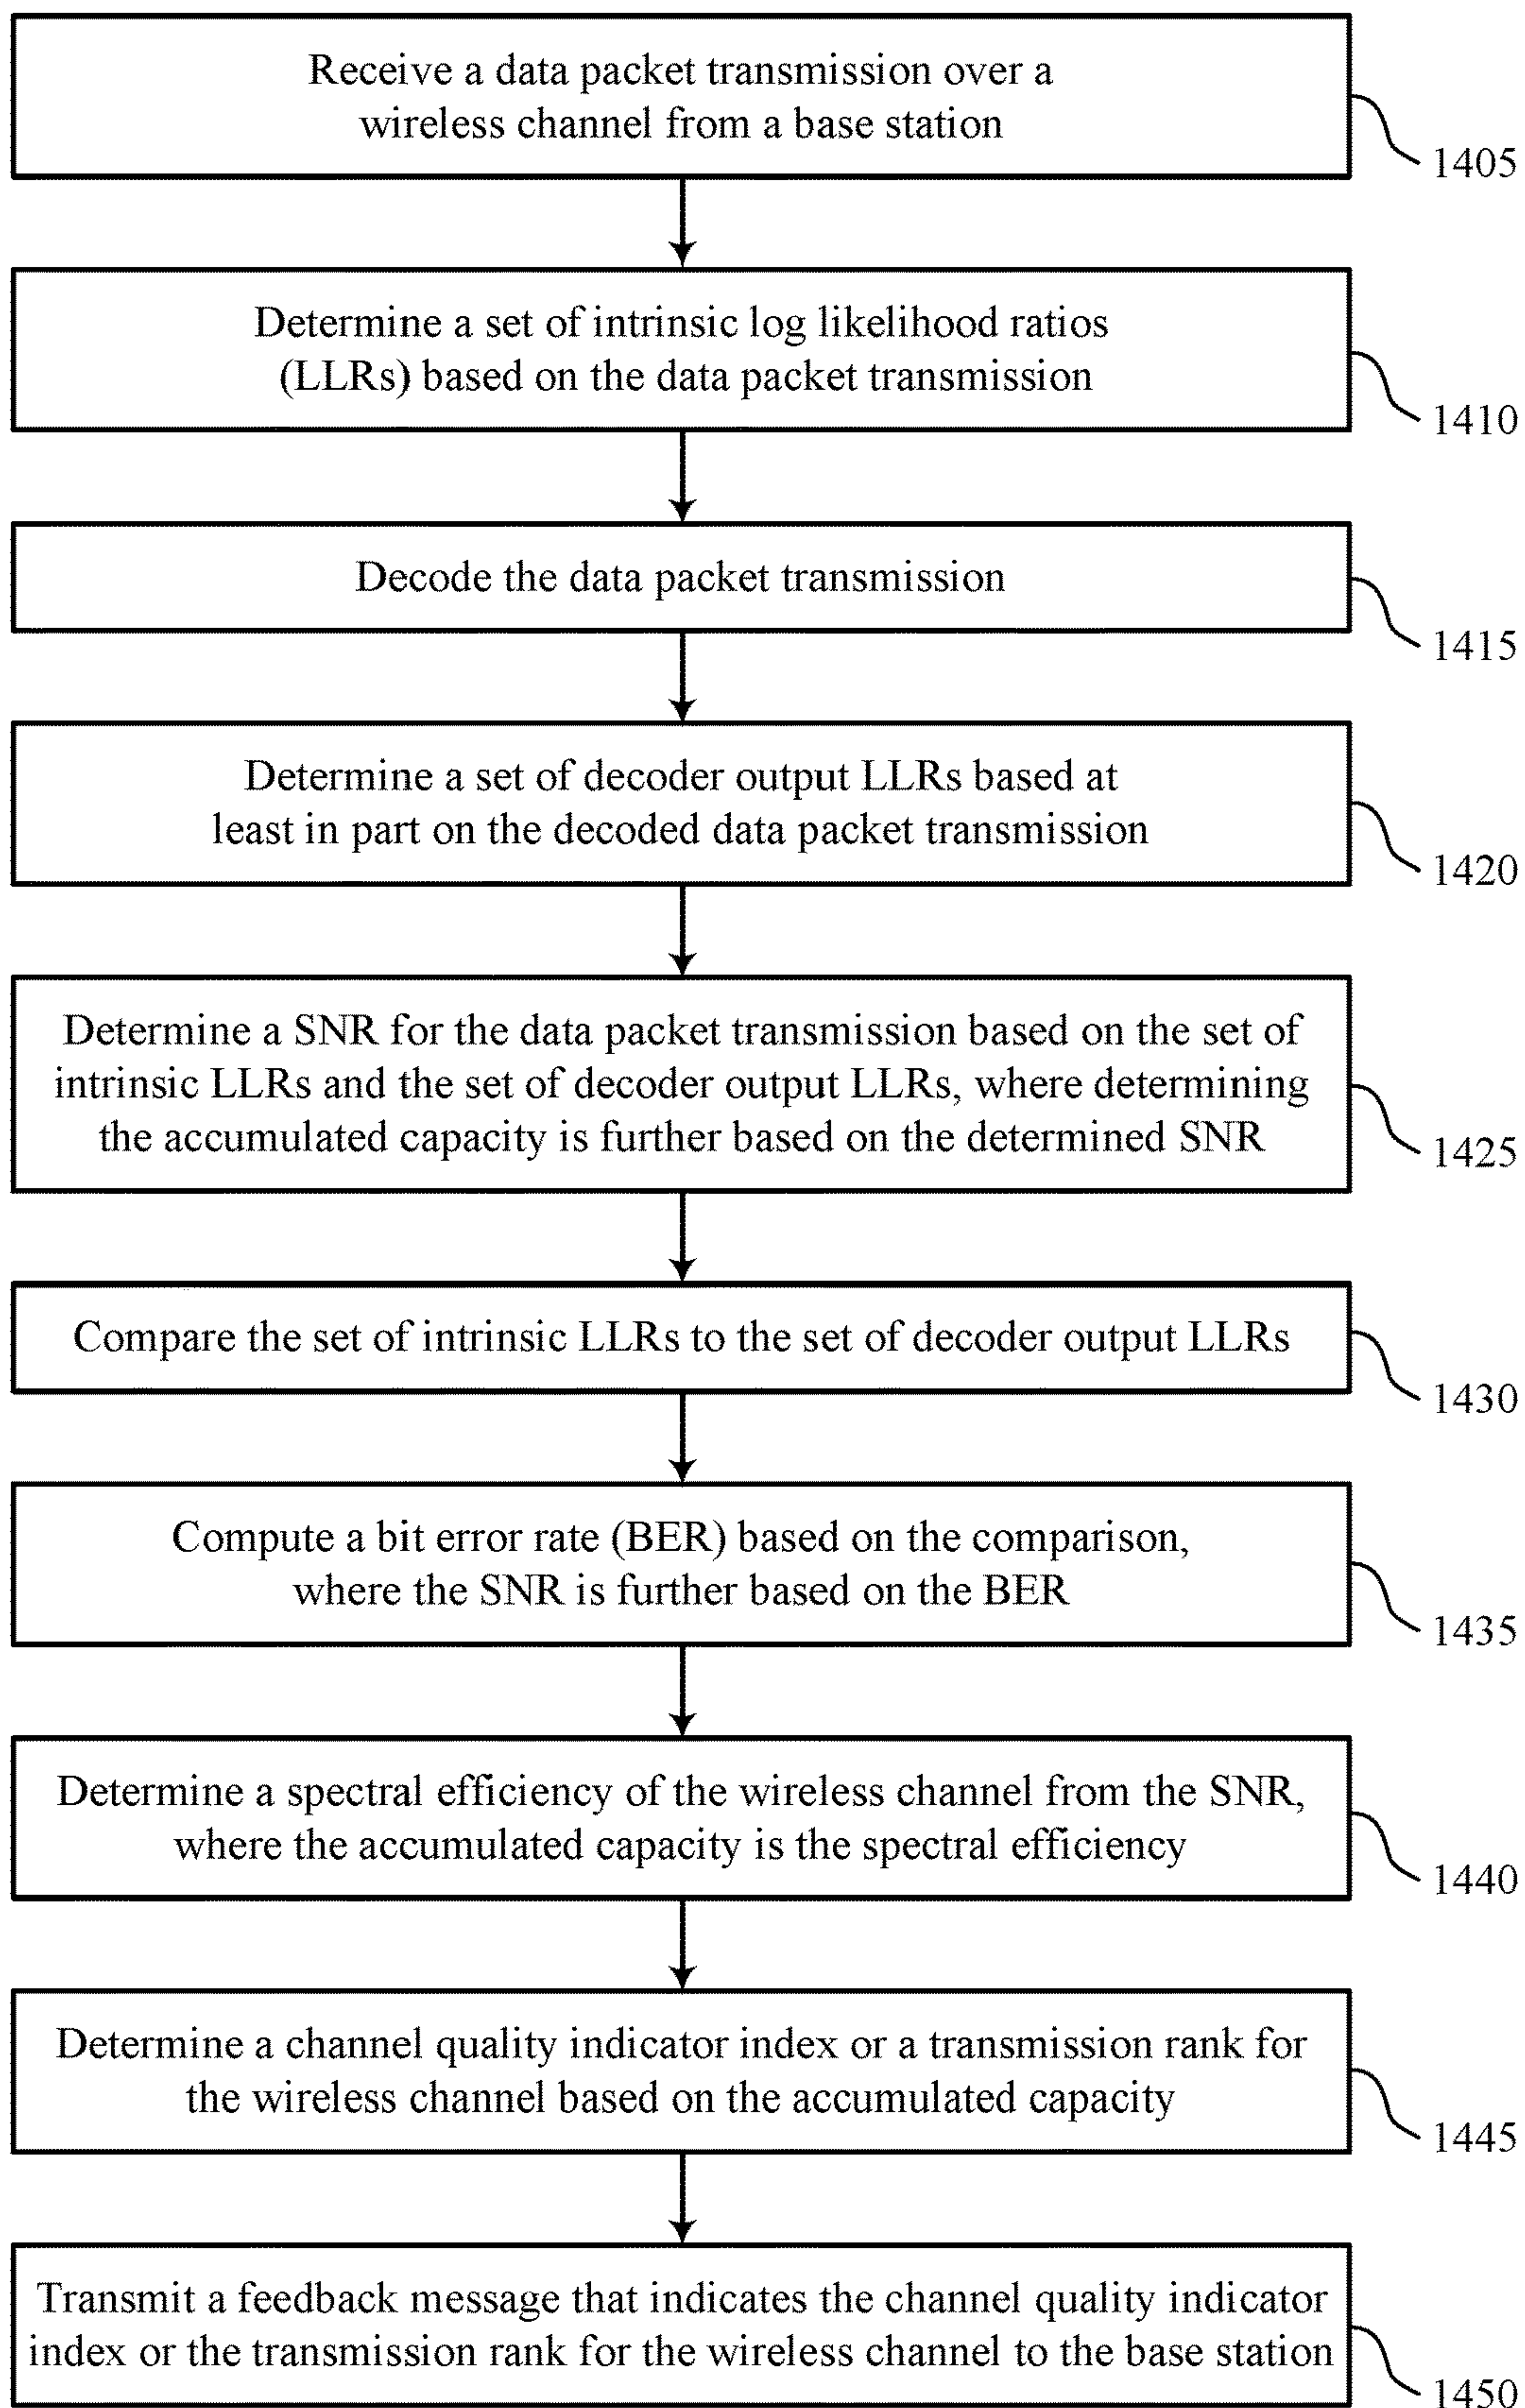 Receive a data packet transmission over a
wireless channel from a base station
1405
Determine a set of intrinsic log likelihood ratios
(LLRs) based on the data packet transmission
1410
Decode the data packet transmission
1415
Determine a set of decoder output LLRs based at
least in part on the decoded data packet transmission
1420
Determine a SNR for the data packet transmission based on the set of
intrinsic LLRs and the set of decoder output LLRs, where determining
the accumulated capacity is further based on the determined SNR
1425
Compare the set of intrinsic LLRs to the set of decoder output LLRs
1430
Compute a bit error rate (BER) based on the comparison,
where the SNR is further based on the BER
1435
Determine a spectral efficiency of the wireless channel from the SNR,
where the accumulated capacity is the spectral efficiency
1440
Determine a channel quality indicator index or a transmission rank for
the wireless channel based on the accumulated capacity
1445
Transmit a feedback message that indicates the channel quality indicator
index or the transmission rank for the wireless channel to the base station
1450